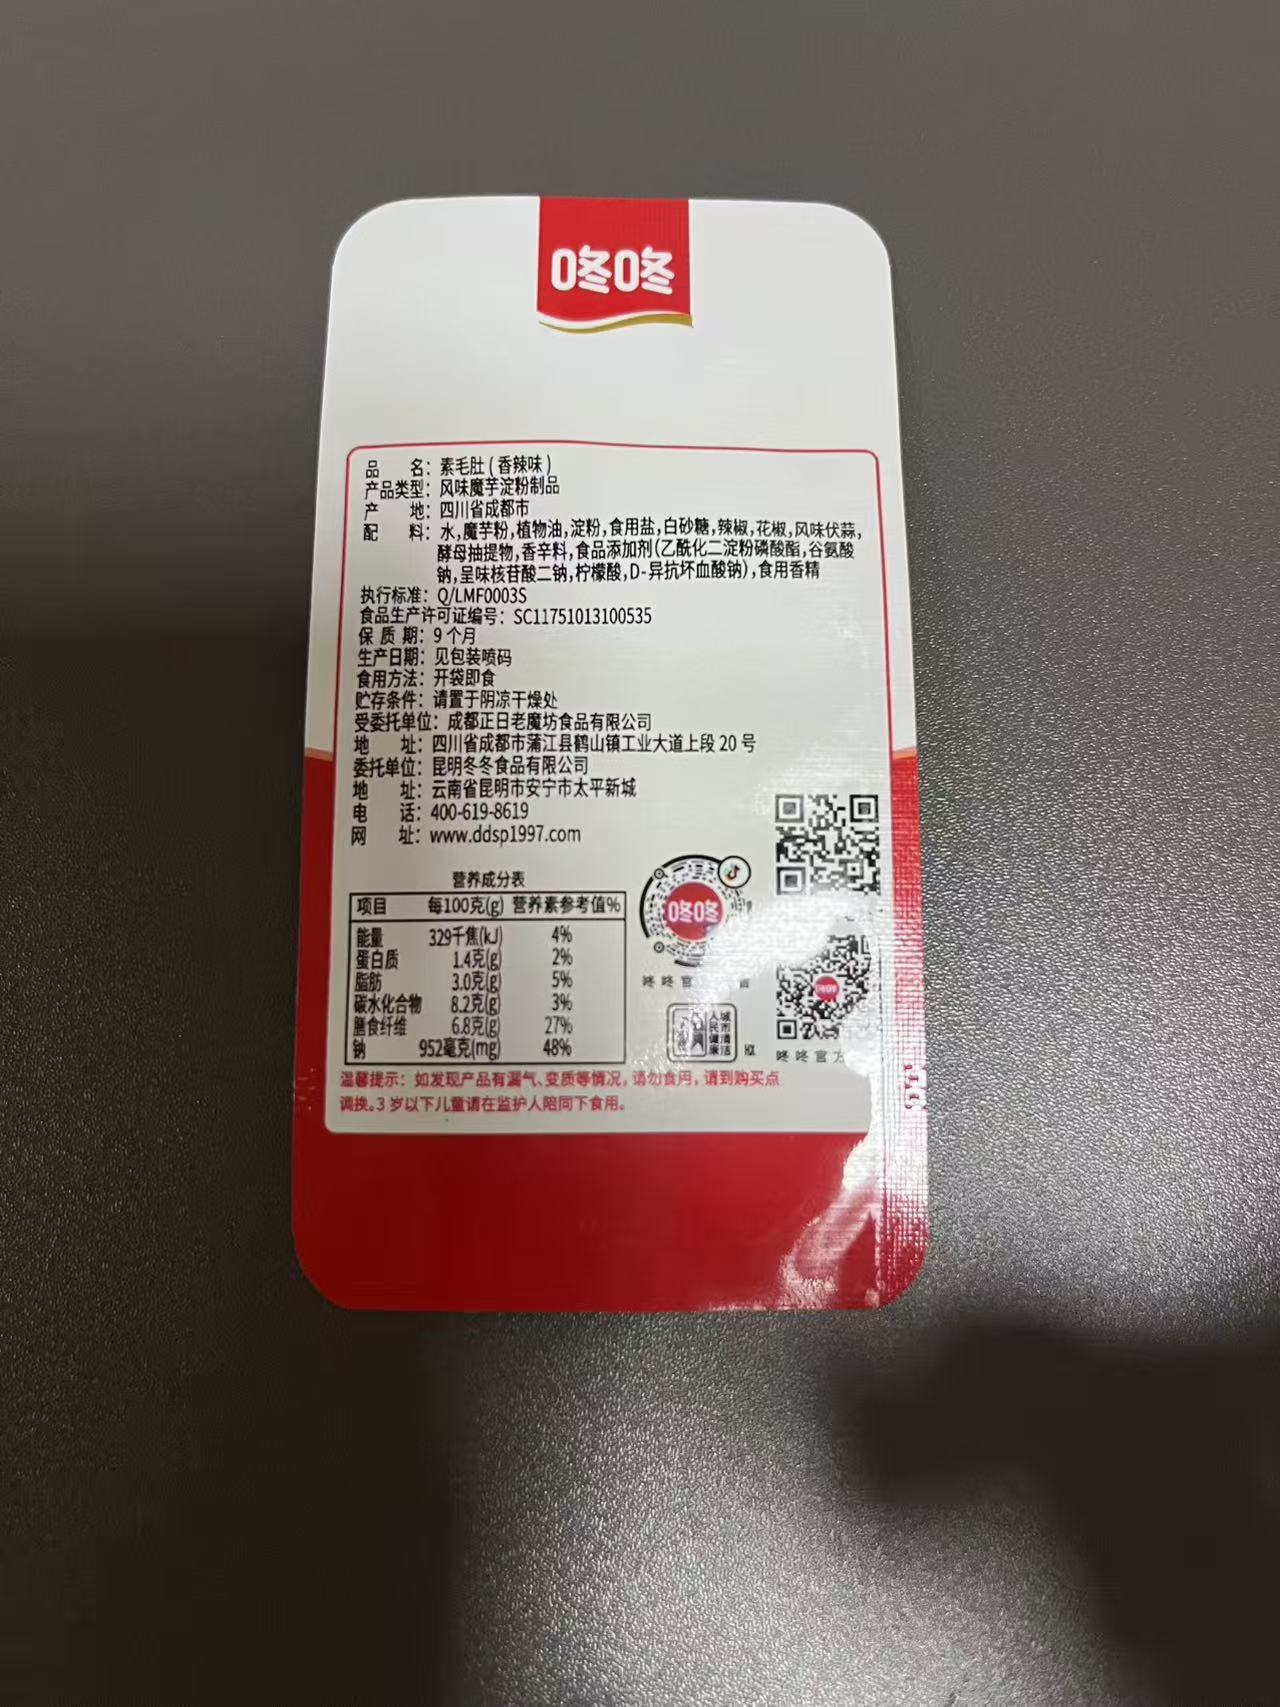 咚咚
品 名：素毛肚(香辣味)
产品类型：风味魔芋淀粉制品
产 地：四川省成都市
配 料：水,魔芋粉,植物油,淀粉,食用盐,白砂糖,辣椒,花椒,风味伏蒜,
酵母抽提物,香辛料,食品添加剂(乙酰化二淀粉磷酸酯,谷氨酸
钠,呈味核苷酸二钠,柠檬酸,D-异抗坏血酸钠),食用香精
执行标准：Q/LMF0003S
食品生产许可证编号：SC11751013100535
保 质 期：9个月
生产日期：见包装喷码
食用方法：开袋即食
贮存条件：请置于阴凉干燥处
受委托单位：成都正日老魔坊食品有限公司
地 址：四川省成都市蒲江县鹤山镇工业大道上段20号
委托单位：昆明冬冬食品有限公司
地 址：云南省昆明市安宁市太平新城
电 话：400-619-8619
网 址：www.ddsp1997.com
营养成分表
项目 每100克(g) 营养素参考值%
能量 329千焦(kJ) 4%
蛋白质 1.4克(g) 2%
脂肪 3.0克(g) 5%
碳水化合物 8.2克(g) 3%
膳食纤维 6.8克(g) 27%
钠 952毫克(mg) 48%
咚咚
咚咚官
人民健康
城市清洁
咚咚官方
温馨提示：如发现产品有漏气、变质等情况，请勿食用，请到购买点
调换。3岁以下儿童请在监护人陪同下食用。